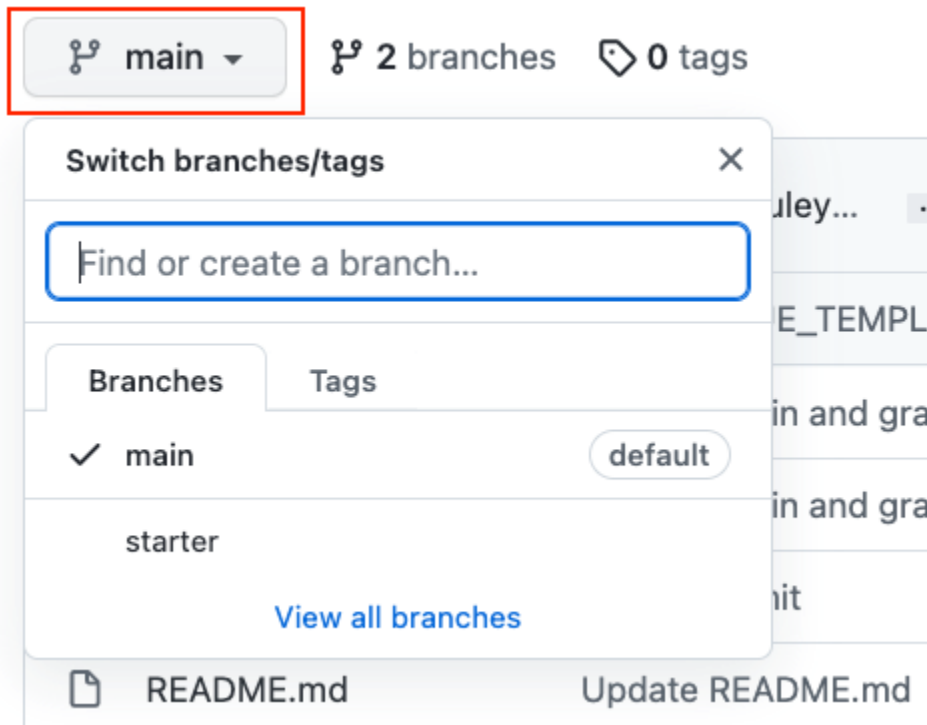 main 2 branches 0 tags
Switch branches/tags
Find or create a branch...
Branches Tags
main default
starter
View all branches
README.md Update README.md